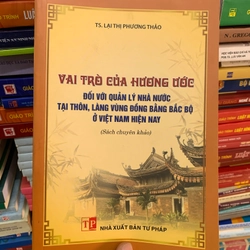 TS. LẠI THỊ PHƯƠNG THẢO
VAI TRÒ CỦA HƯƠNG ƯỚC
ĐỐI VỚI QUẢN LÝ NHÀ NƯỚC
TẠI THÔN, LÀNG VÙNG ĐỒNG BẰNG BẮC BỘ
Ở VIỆT NAM HIỆN NAY
(Sách chuyên khảo)
TP
NHÀ XUẤT BẢN TƯ PHÁP